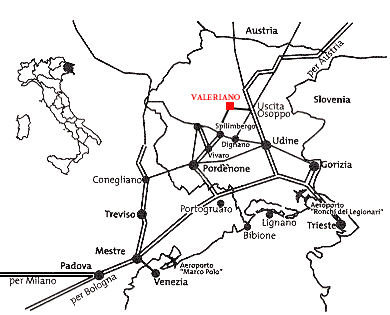 Austria
per Austria
VALERIANO
Slovenia
Uscita
Osoppo
Spilimbergo
Dignano
Udine
Vivaro
Pordenone
Gorizia
Conegliano
Aeroporto
"Ronchi dei Legionari"
Portogruaro
Treviso
Lignano
Trieste
Bibione
Mestre
Padova
Aeroporto
"Marco Polo"
per Milano
per Bologna
Venezia